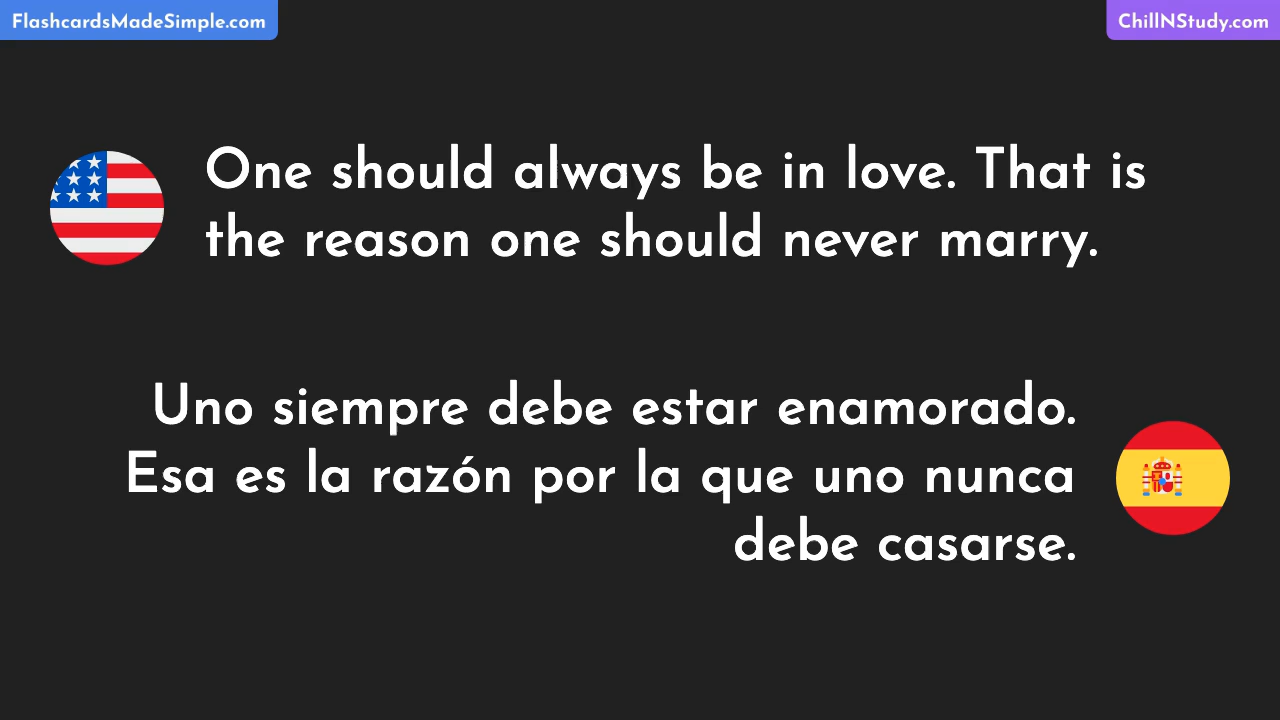 FlashcardsMadeSimple.com
ChillNStudy.com
One should always be in love. That is
the reason one should never marry.
Uno siempre debe estar enamorado.
Esa es la razón por la que uno nunca
debe casarse.